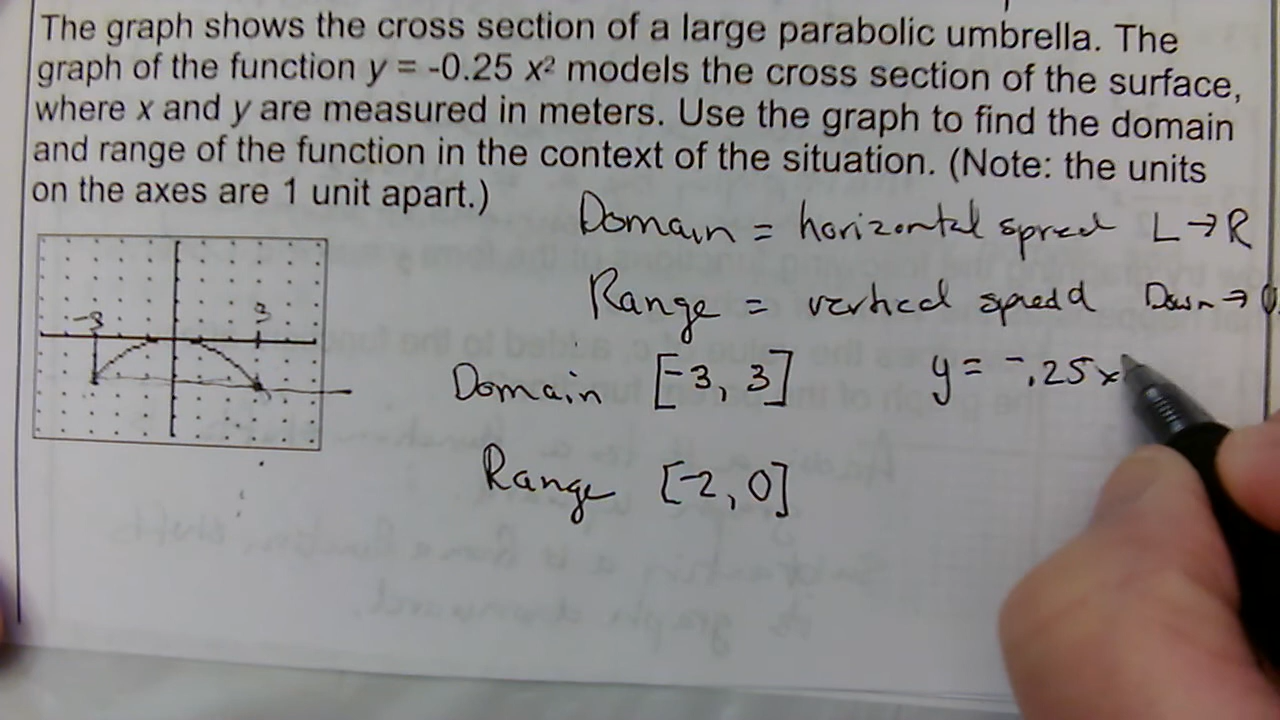 The graph shows the cross section of a large parabolic umbrella. The
graph of the function y = -0.25 x² models the cross section of the surface,
where x and y are measured in meters. Use the graph to find the domain
and range of the function in the context of the situation. (Note: the units
on the axes are 1 unit apart.)
Domain = horizontal spread L → R
Range = vertical spread Down →
-3 3
Domain [-3, 3] y = -.25x
Range [-2, 0]